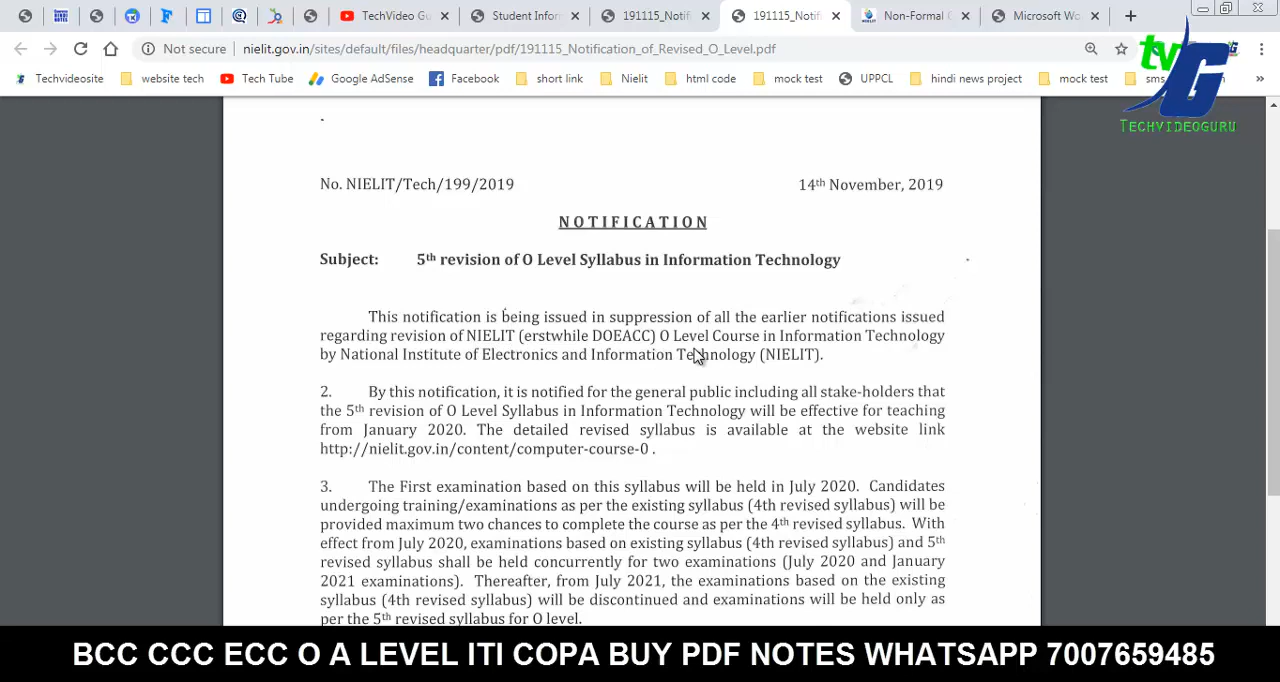 TechVideo Gu
Student Infor
191115_Notifi
191115_Notifi
Non-Formal D
Microsoft Wo
Not secure
nielit.gov.in/sites/default/files/headquarter/pdf/191115_Notification_of_Revised_O_Level.pdf
Techvideosite
website tech
Tech Tube
Google AdSense
Facebook
short link
Nielit
html code
mock test
UPPCL
hindi news project
mock test
sms
tv G
TECHVIDEOGURU
No. NIELIT/Tech/199/2019
14th November, 2019
NOTIFICATION
Subject: 5th revision of O Level Syllabus in Information Technology
This notification is being issued in suppression of all the earlier notifications issued
regarding revision of NIELIT (erstwhile DOEACC) O Level Course in Information Technology
by National Institute of Electronics and Information Technology (NIELIT).
2. By this notification, it is notified for the general public including all stake-holders that
the 5th revision of O Level Syllabus in Information Technology will be effective for teaching
from January 2020. The detailed revised syllabus is available at the website link
http://nielit.gov.in/content/computer-course-0 .
3. The First examination based on this syllabus will be held in July 2020. Candidates
undergoing training/examinations as per the existing syllabus (4th revised syllabus) will be
provided maximum two chances to complete the course as per the 4th revised syllabus. With
effect from July 2020, examinations based on existing syllabus (4th revised syllabus) and 5th
revised syllabus shall be held concurrently for two examinations (July 2020 and January
2021 examinations). Thereafter, from July 2021, the examinations based on the existing
syllabus (4th revised syllabus) will be discontinued and examinations will be held only as
per the 5th revised syllabus for O level.
BCC CCC ECC O A LEVEL ITI COPA BUY PDF NOTES WHATSAPP 7007659485